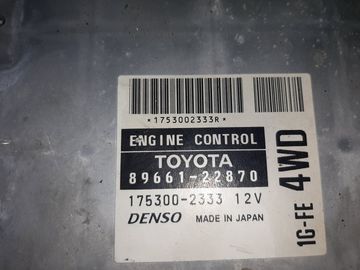 *1753002333R*
ENGINE CONTROL
TOYOTA
89661-22870
175300-2333 12V
DENSO MADE IN JAPAN
1G-FE 4WD